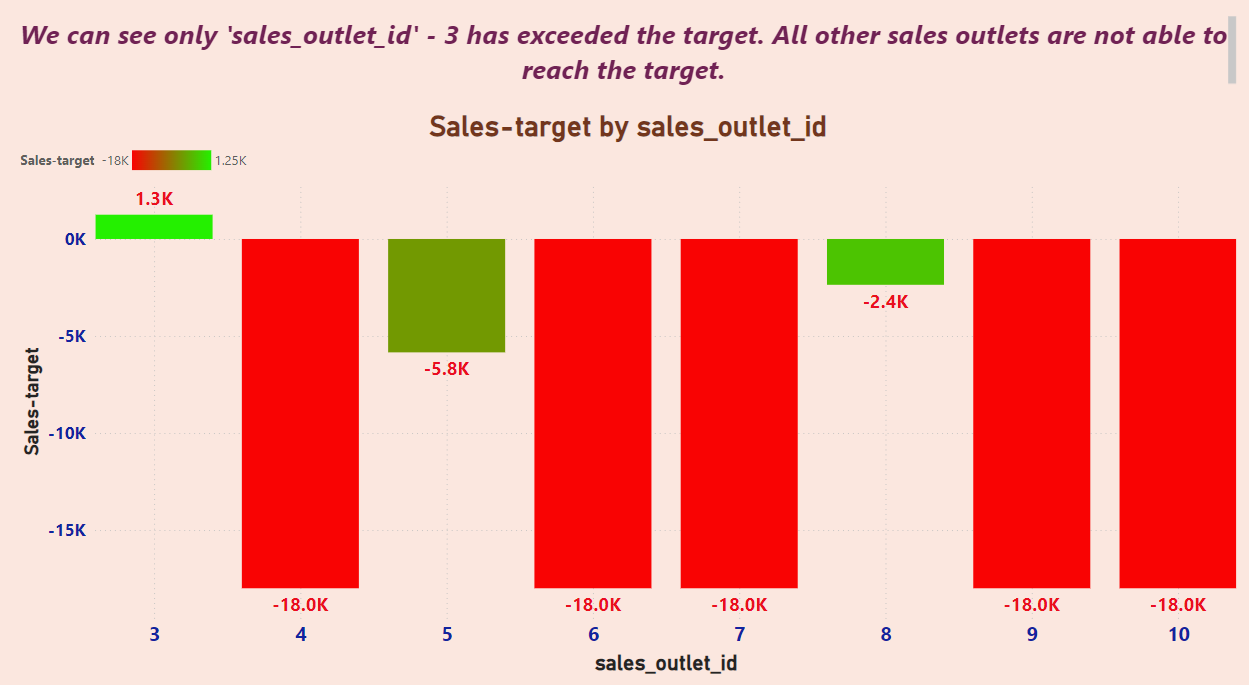 We can see only 'sales_outlet_id' - 3 has exceeded the target. All other sales outlets are not able to
reach the target.
Sales-target by sales_outlet_id
Sales-target -18K 1.25K
1.3K
0K
-2.4K
-5K
-5.8K
Sales-target
-10K
-15K
-18.0K -18.0K -18.0K -18.0K -18.0K
3 4 5 6 7 8 9 10
sales_outlet_id